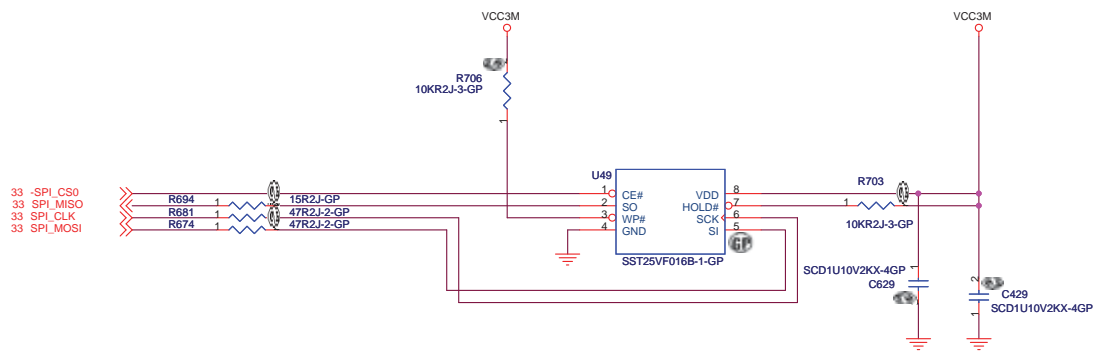 VCC3M
VCC3M
R706
10KR2J-3-GP
1
U49
R703
33 -SPI_CS0
1 CE# VDD 8
33 SPI_MISO R694 1 15R2J-GP 2 SO HOLD# 7 1
33 SPI_CLK R681 1 47R2J-2-GP 3 WP# SCK 6 10KR2J-3-GP
33 SPI_MOSI R674 1 47R2J-2-GP 4 GND SI 5
GP
SST25VF016B-1-GP
SCD1U10V2KX-4GP 1
C629
2 C429
SCD1U10V2KX-4GP
1